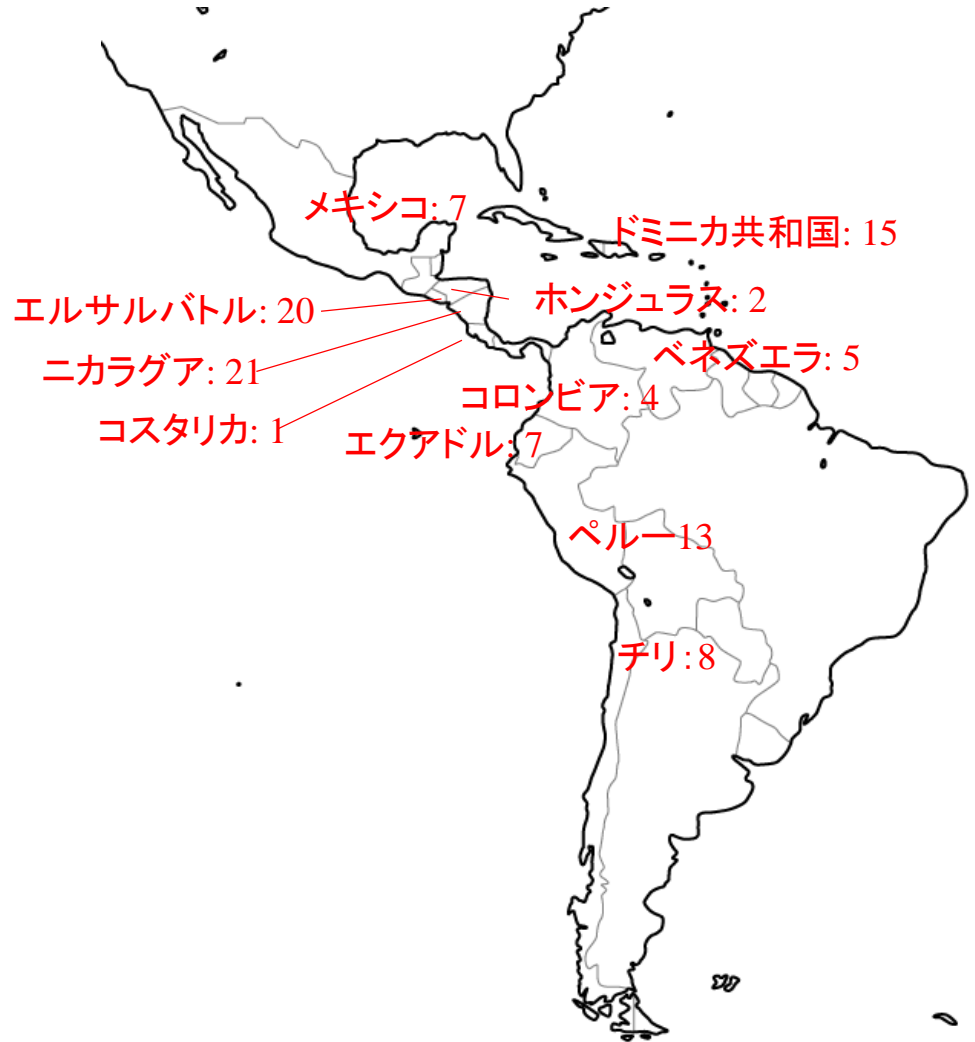 メキシコ: 7
ドミニカ共和国: 15
エルサルバトル: 20
ホンジュラス: 2
ニカラグア: 21
ベネズエラ: 5
コロンビア: 4
コスタリカ: 1
エクアドル: 7
ペルー13
チリ:8